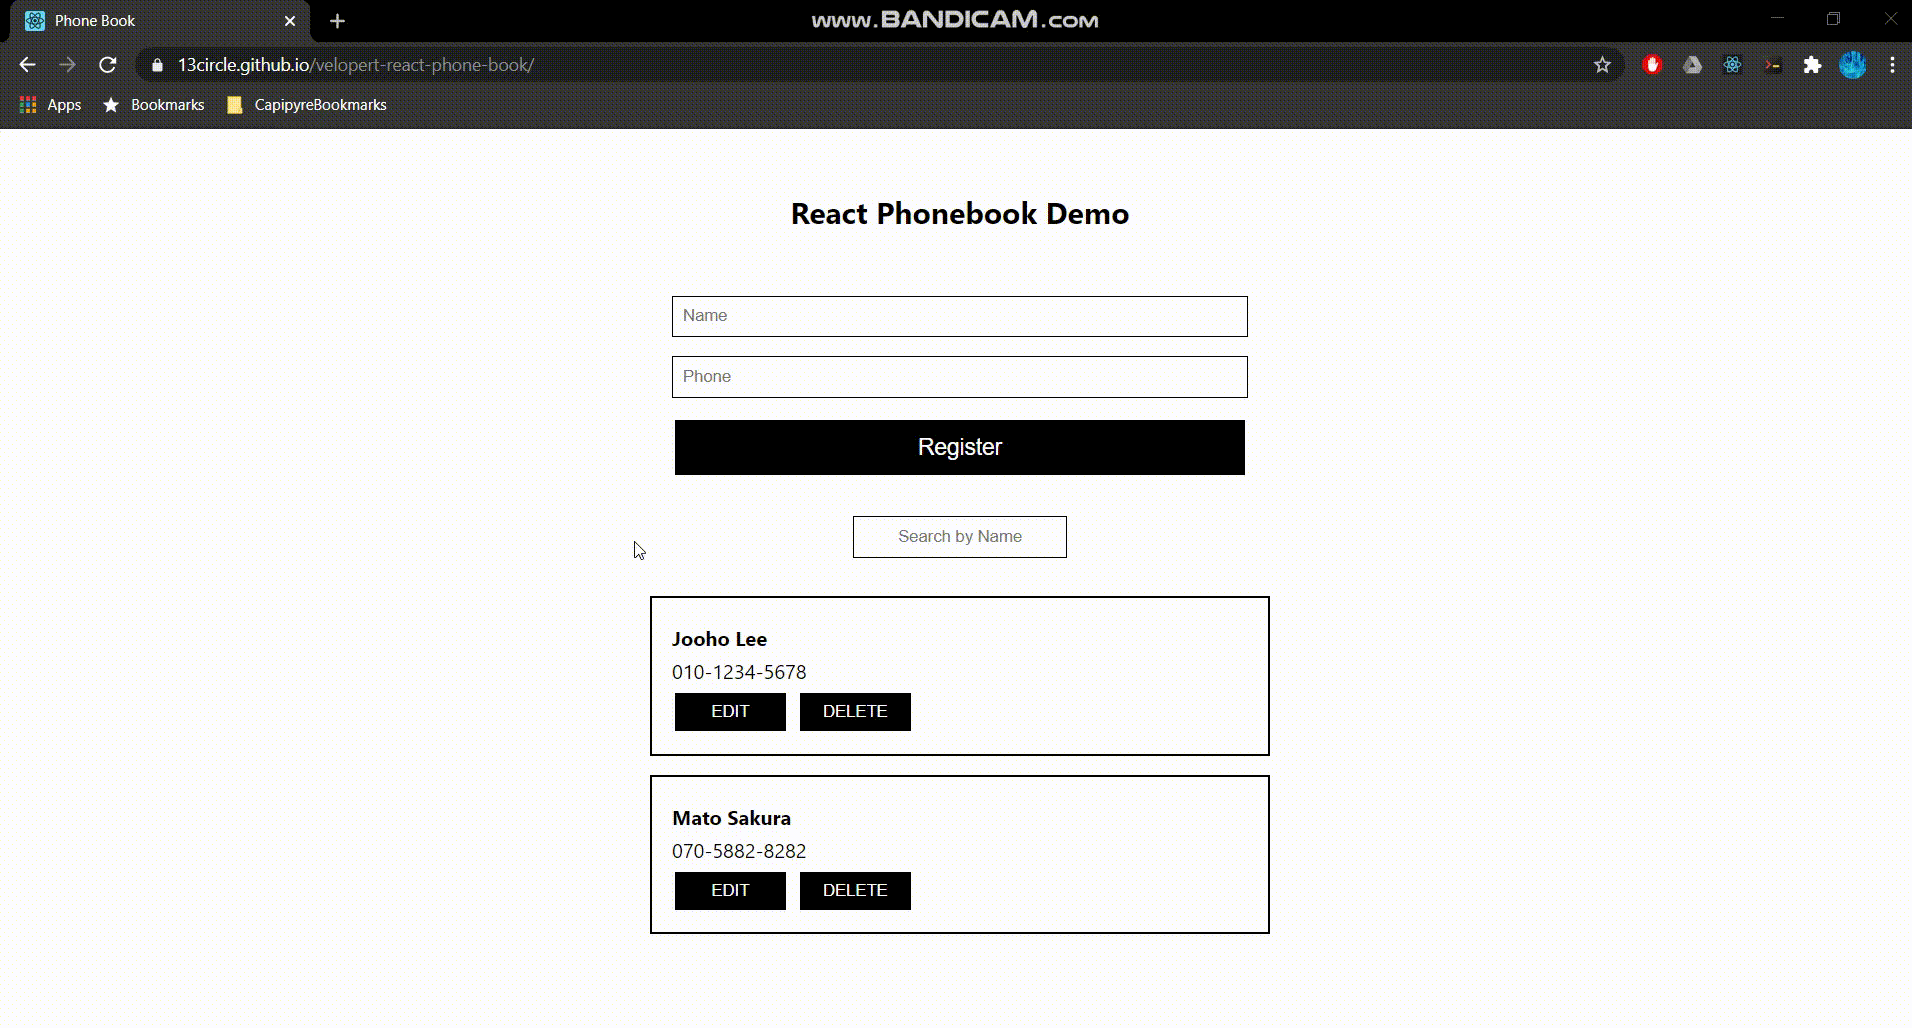 Phone Book
www.BANDICAM.com
13circle.github.io/velopert-react-phone-book/
Apps Bookmarks CapipyreBookmarks
React Phonebook Demo
Name
Phone
Register
Search by Name
Jooho Lee
010-1234-5678
EDIT DELETE
Mato Sakura
070-5882-8282
EDIT DELETE